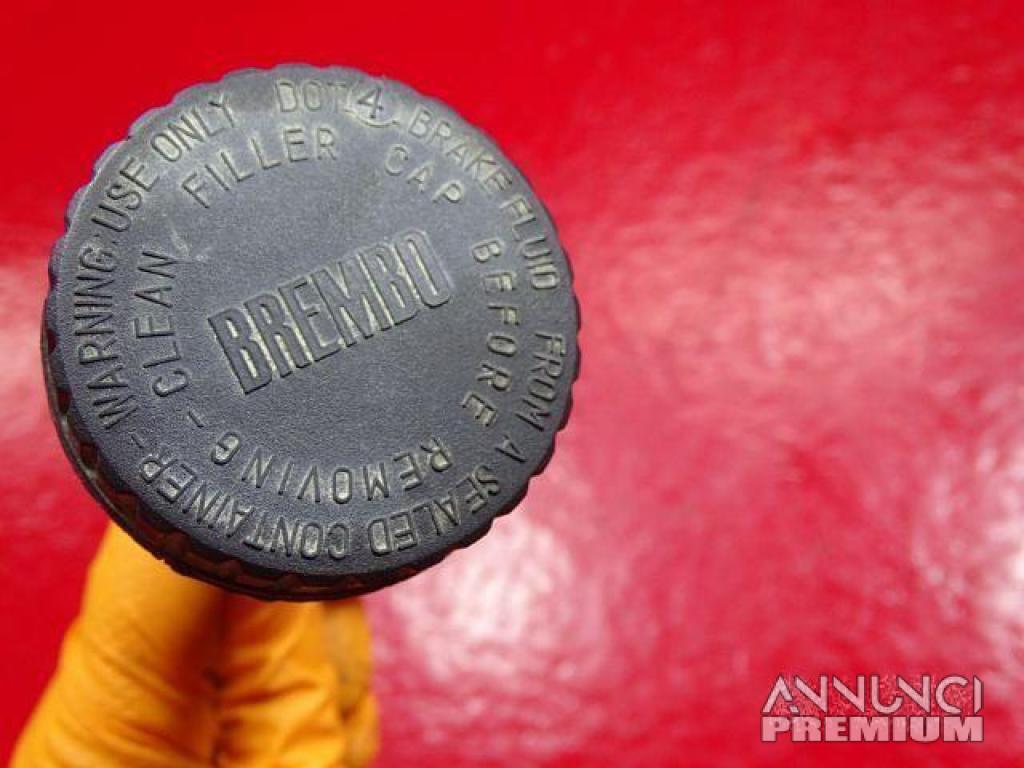 -WARNING, USE ONLY DOT 4 BRAKE FLUID FROM A SEALED CONTAINER
-CLEAN FILLER CAP BEFORE REMOVING-
BREMBO
ANNUNCI
PREMIUM